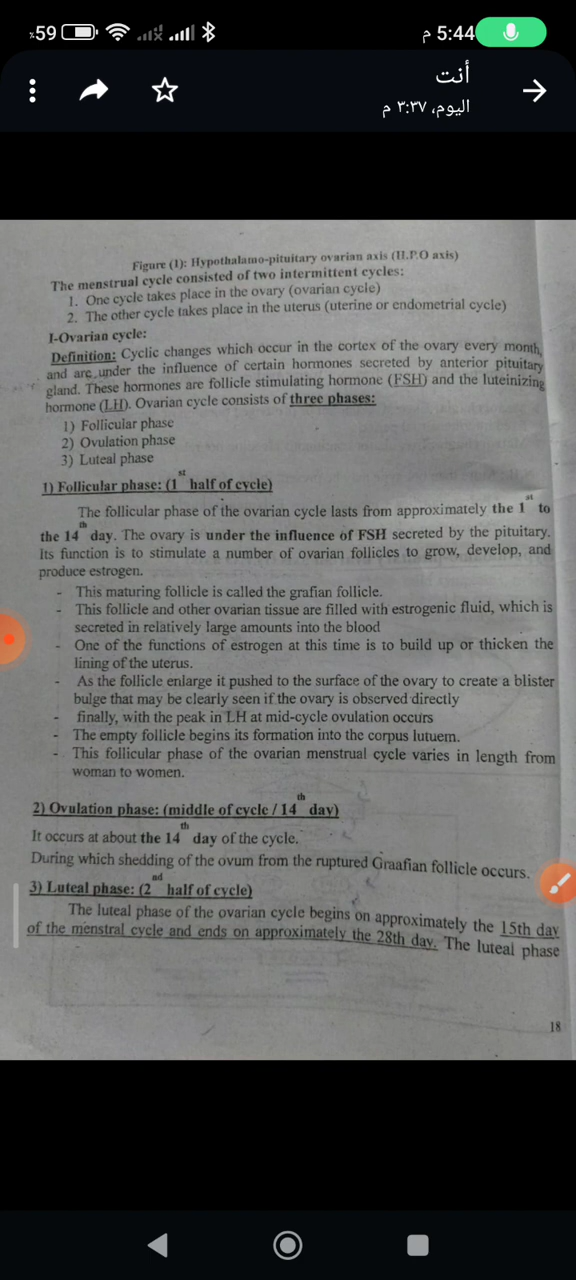 ٪59
5:44 م
أنت
اليوم، ٣:٣٧ م
Figure (1): Hypothalamo-pituitary ovarian axis (H.P.O axis)
The menstrual cycle consisted of two intermittent cycles:
1. One cycle takes place in the ovary (ovarian cycle)
2. The other cycle takes place in the uterus (uterine or endometrial cycle)
I-Ovarian cycle:
Definition: Cyclic changes which occur in the cortex of the ovary every month,
and are under the influence of certain hormones secreted by anterior pituitary
gland. These hormones are follicle stimulating hormone (FSH) and the luteinizing
hormone (LH). Ovarian cycle consists of three phases:
1) Follicular phase
2) Ovulation phase
3) Luteal phase
1) Follicular phase: (1st half of cycle)
The follicular phase of the ovarian cycle lasts from approximately the 1st to
the 14th day. The ovary is under the influence of FSH secreted by the pituitary.
Its function is to stimulate a number of ovarian follicles to grow, develop, and
produce estrogen.
- This maturing follicle is called the grafian follicle.
- This follicle and other ovarian tissue are filled with estrogenic fluid, which is
secreted in relatively large amounts into the blood
- One of the functions of estrogen at this time is to build up or thicken the
lining of the uterus.
- As the follicle enlarge it pushed to the surface of the ovary to create a blister
bulge that may be clearly seen if the ovary is observed directly
- finally, with the peak in LH at mid-cycle ovulation occurs
- The empty follicle begins its formation into the corpus lutuem.
- This follicular phase of the ovarian menstrual cycle varies in length from
woman to women.
2) Ovulation phase: (middle of cycle / 14th day)
It occurs at about the 14th day of the cycle.
During which shedding of the ovum from the ruptured Graafian follicle occurs.
3) Luteal phase: (2nd half of cycle)
The luteal phase of the ovarian cycle begins on approximately the 15th day
of the menstral cycle and ends on approximately the 28th day. The luteal phase
18